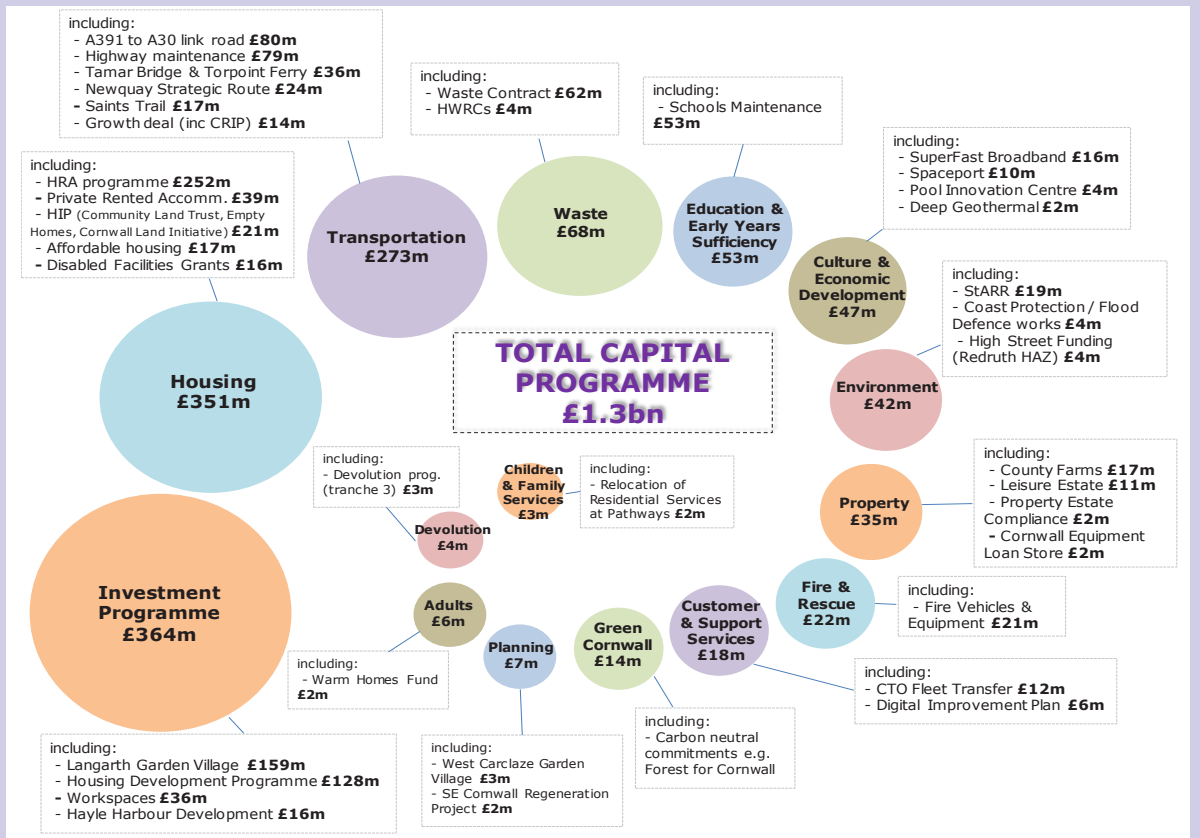 including:
- A391 to A30 link road £80m
- Highway maintenance £79m
- Tamar Bridge & Torpoint Ferry £36m
- Newquay Strategic Route £24m
- Saints Trail £17m
- Growth deal (inc CRIP) £14m
Transportation
£273m
including:
- Waste Contract £62m
- HWRCs £4m
Waste
£68m
including:
- Schools Maintenance
£53m
Education &
Early Years
Sufficiency
£53m
including:
- SuperFast Broadband £16m
- Spaceport £10m
- Pool Innovation Centre £4m
- Deep Geothermal £2m
Culture &
Economic
Development
£47m
including:
- HRA programme £252m
- Private Rented Accomm. £39m
- HIP (Community Land Trust, Empty
Homes, Cornwall Land Initiative) £21m
- Affordable housing £17m
- Disabled Facilities Grants £16m
Housing
£351m
TOTAL CAPITAL
PROGRAMME
£1.3bn
including:
- StARR £19m
- Coast Protection / Flood
Defence works £4m
- High Street Funding
(Redruth HAZ) £4m
Environment
£42m
including:
- Devolution prog.
(tranche 3) £3m
Devolution
£4m
Children
& Family
Services
£3m
including:
- Relocation of
Residential Services
at Pathways £2m
including:
- County Farms £17m
- Leisure Estate £11m
- Property Estate
Compliance £2m
- Cornwall Equipment
Loan Store £2m
Property
£35m
Investment
Programme
£364m
including:
- Langarth Garden Village £159m
- Housing Development Programme £128m
- Workspaces £36m
- Hayle Harbour Development £16m
Adults
£6m
including:
- Warm Homes Fund
£2m
Planning
£7m
including:
- West Carclaze Garden
Village £3m
- SE Cornwall Regeneration
Project £2m
Green
Cornwall
£14m
including:
- Carbon neutral
commitments e.g.
Forest for Cornwall
Customer
& Support
Services
£18m
including:
- CTO Fleet Transfer £12m
- Digital Improvement Plan £6m
Fire &
Rescue
£22m
including:
- Fire Vehicles &
Equipment £21m